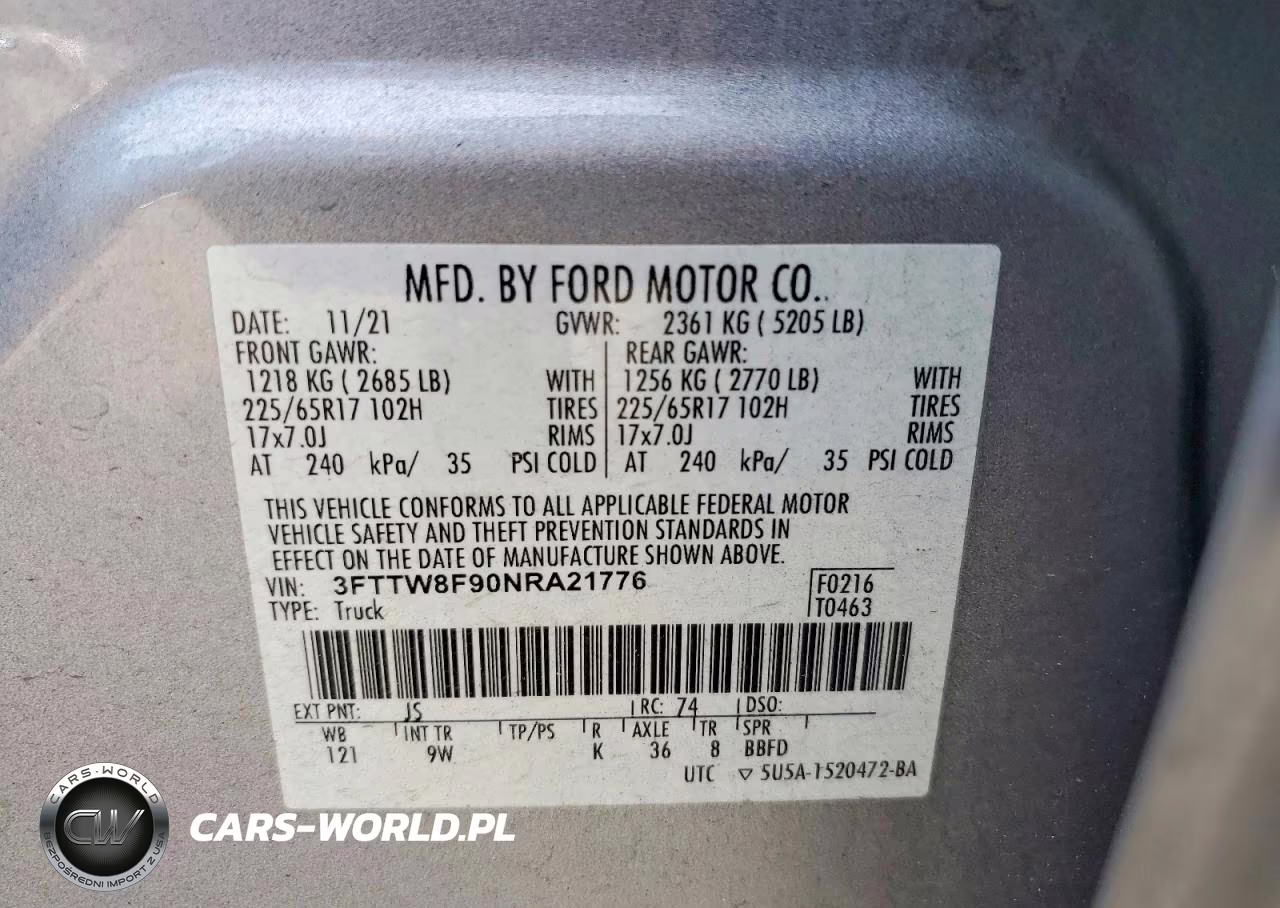 MFD. BY FORD MOTOR CO..
DATE: 11/21 GVWR: 2361 KG ( 5205 LB)
FRONT GAWR: REAR GAWR:
1218 KG ( 2685 LB) WITH 1256 KG ( 2770 LB) WITH
225/65R17 102H TIRES 225/65R17 102H TIRES
17x7.0J RIMS 17x7.0J RIMS
AT 240 kPa/ 35 PSI COLD AT 240 kPa/ 35 PSI COLD
THIS VEHICLE CONFORMS TO ALL APPLICABLE FEDERAL MOTOR
VEHICLE SAFETY AND THEFT PREVENTION STANDARDS IN
EFFECT ON THE DATE OF MANUFACTURE SHOWN ABOVE.
VIN: 3FTTW8F90NRA21776 F0216
TYPE: Truck T0463
EXT PNT: JS RC: 74 DSO:
WB INT TR TP/PS R AXLE TR SPR
121 9W K 36 8 BBFD
UTC ▽ 5U5A-1520472-BA
CARS-WORLD
CW
BEZPOŚREDNI IMPORT Z USA
CARS-WORLD.PL